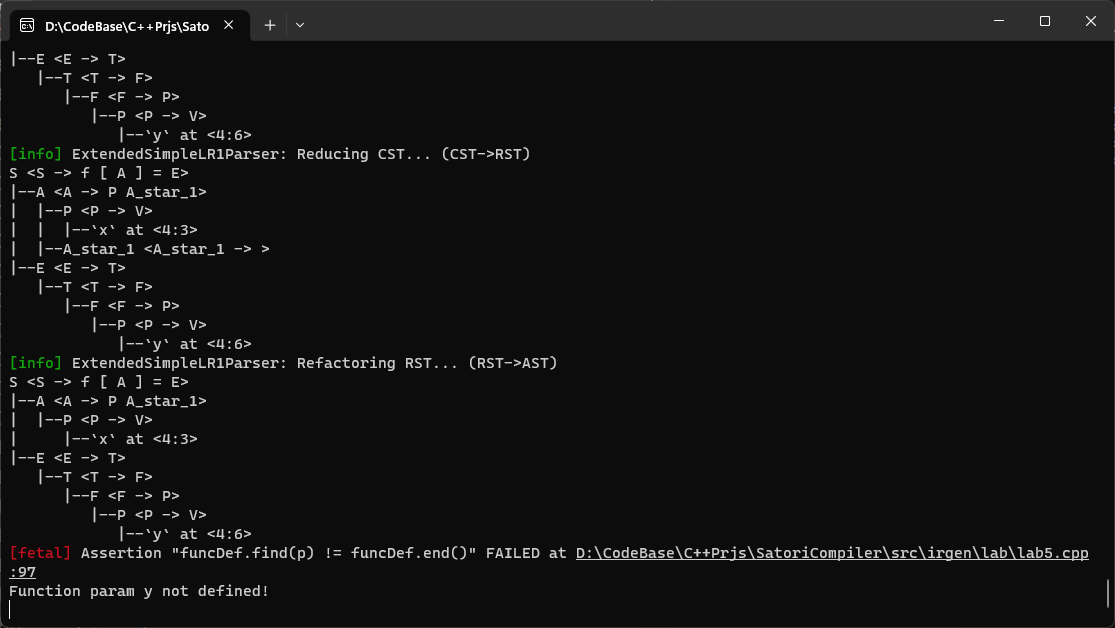 D:\CodeBase\C++Prjs\Sato
|--E <E -> T>
   |--T <T -> F>
      |--F <F -> P>
         |--P <P -> V>
            |--`y` at <4:6>
[info] ExtendedSimpleLR1Parser: Reducing CST... (CST->RST)
S <S -> f [ A ] = E>
|--A <A -> P A_star_1>
|  |--P <P -> V>
|  |  |--`x` at <4:3>
|  |--A_star_1 <A_star_1 -> >
|--E <E -> T>
   |--T <T -> F>
      |--F <F -> P>
         |--P <P -> V>
            |--`y` at <4:6>
[info] ExtendedSimpleLR1Parser: Refactoring RST... (RST->AST)
S <S -> f [ A ] = E>
|--A <A -> P A_star_1>
|  |--P <P -> V>
|     |--`x` at <4:3>
|--E <E -> T>
   |--T <T -> F>
      |--F <F -> P>
         |--P <P -> V>
            |--`y` at <4:6>
[fetal] Assertion "funcDef.find(p) != funcDef.end()" FAILED at D:\CodeBase\C++Prjs\SatoriCompiler\src\irgen\lab\lab5.cpp
:97
Function param y not defined!